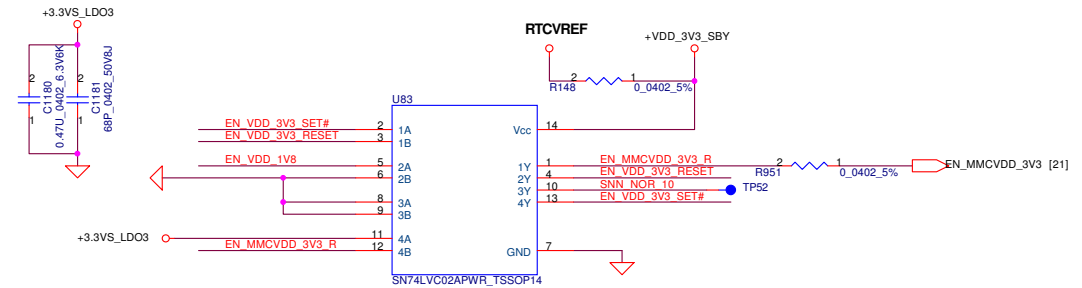 +3.3VS_LDO3
2
1
C1180
0.47U_0402_6.3V6K
2
1
C1181
68P_0402_50V8J
RTCVREF
+VDD_3V3_SBY
2
1
R148
0_0402_5%
U83
EN_VDD_3V3_SET# 2 1A
EN_VDD_3V3_RESET 3 1B
EN_VDD_1V8 5 2A
6 2B
8 3A
9 3B
+3.3VS_LDO3 11 4A
EN_MMCVDD_3V3_R 12 4B
Vcc 14
1Y 1 EN_MMCVDD_3V3_R 2 1 EN_MMCVDD_3V3 [21]
R951 0_0402_5%
2Y 4 EN_VDD_3V3_RESET
3Y 10 SNN_NOR_10 TP52
4Y 13 EN_VDD_3V3_SET#
GND 7
SN74LVC02APWR_TSSOP14